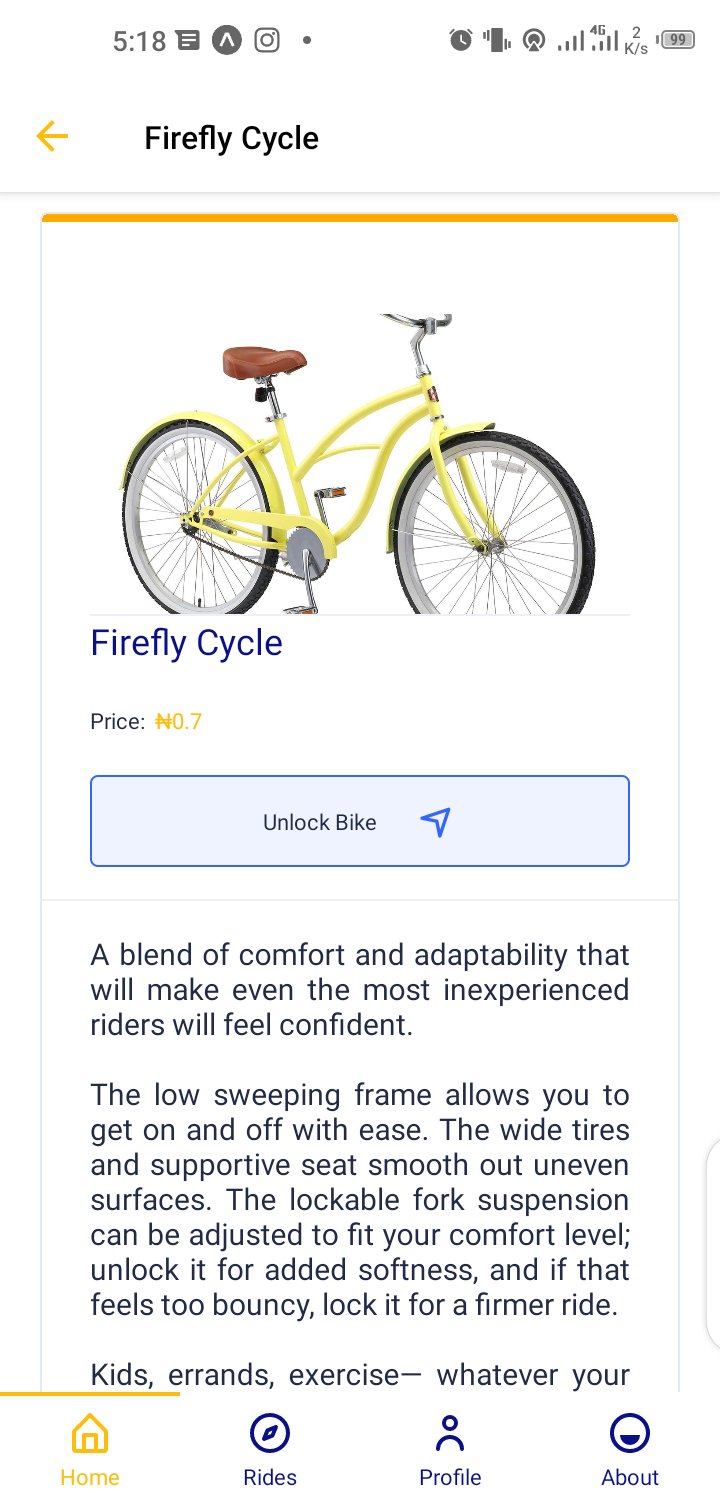 5:18
4G
2
K/s
99
Firefly Cycle
Firefly Cycle
Price: ₦0.7
Unlock Bike
A blend of comfort and adaptability that
will make even the most inexperienced
riders will feel confident.
The low sweeping frame allows you to
get on and off with ease. The wide tires
and supportive seat smooth out uneven
surfaces. The lockable fork suspension
can be adjusted to fit your comfort level;
unlock it for added softness, and if that
feels too bouncy, lock it for a firmer ride.
Kids, errands, exercise— whatever your
Home Rides Profile About